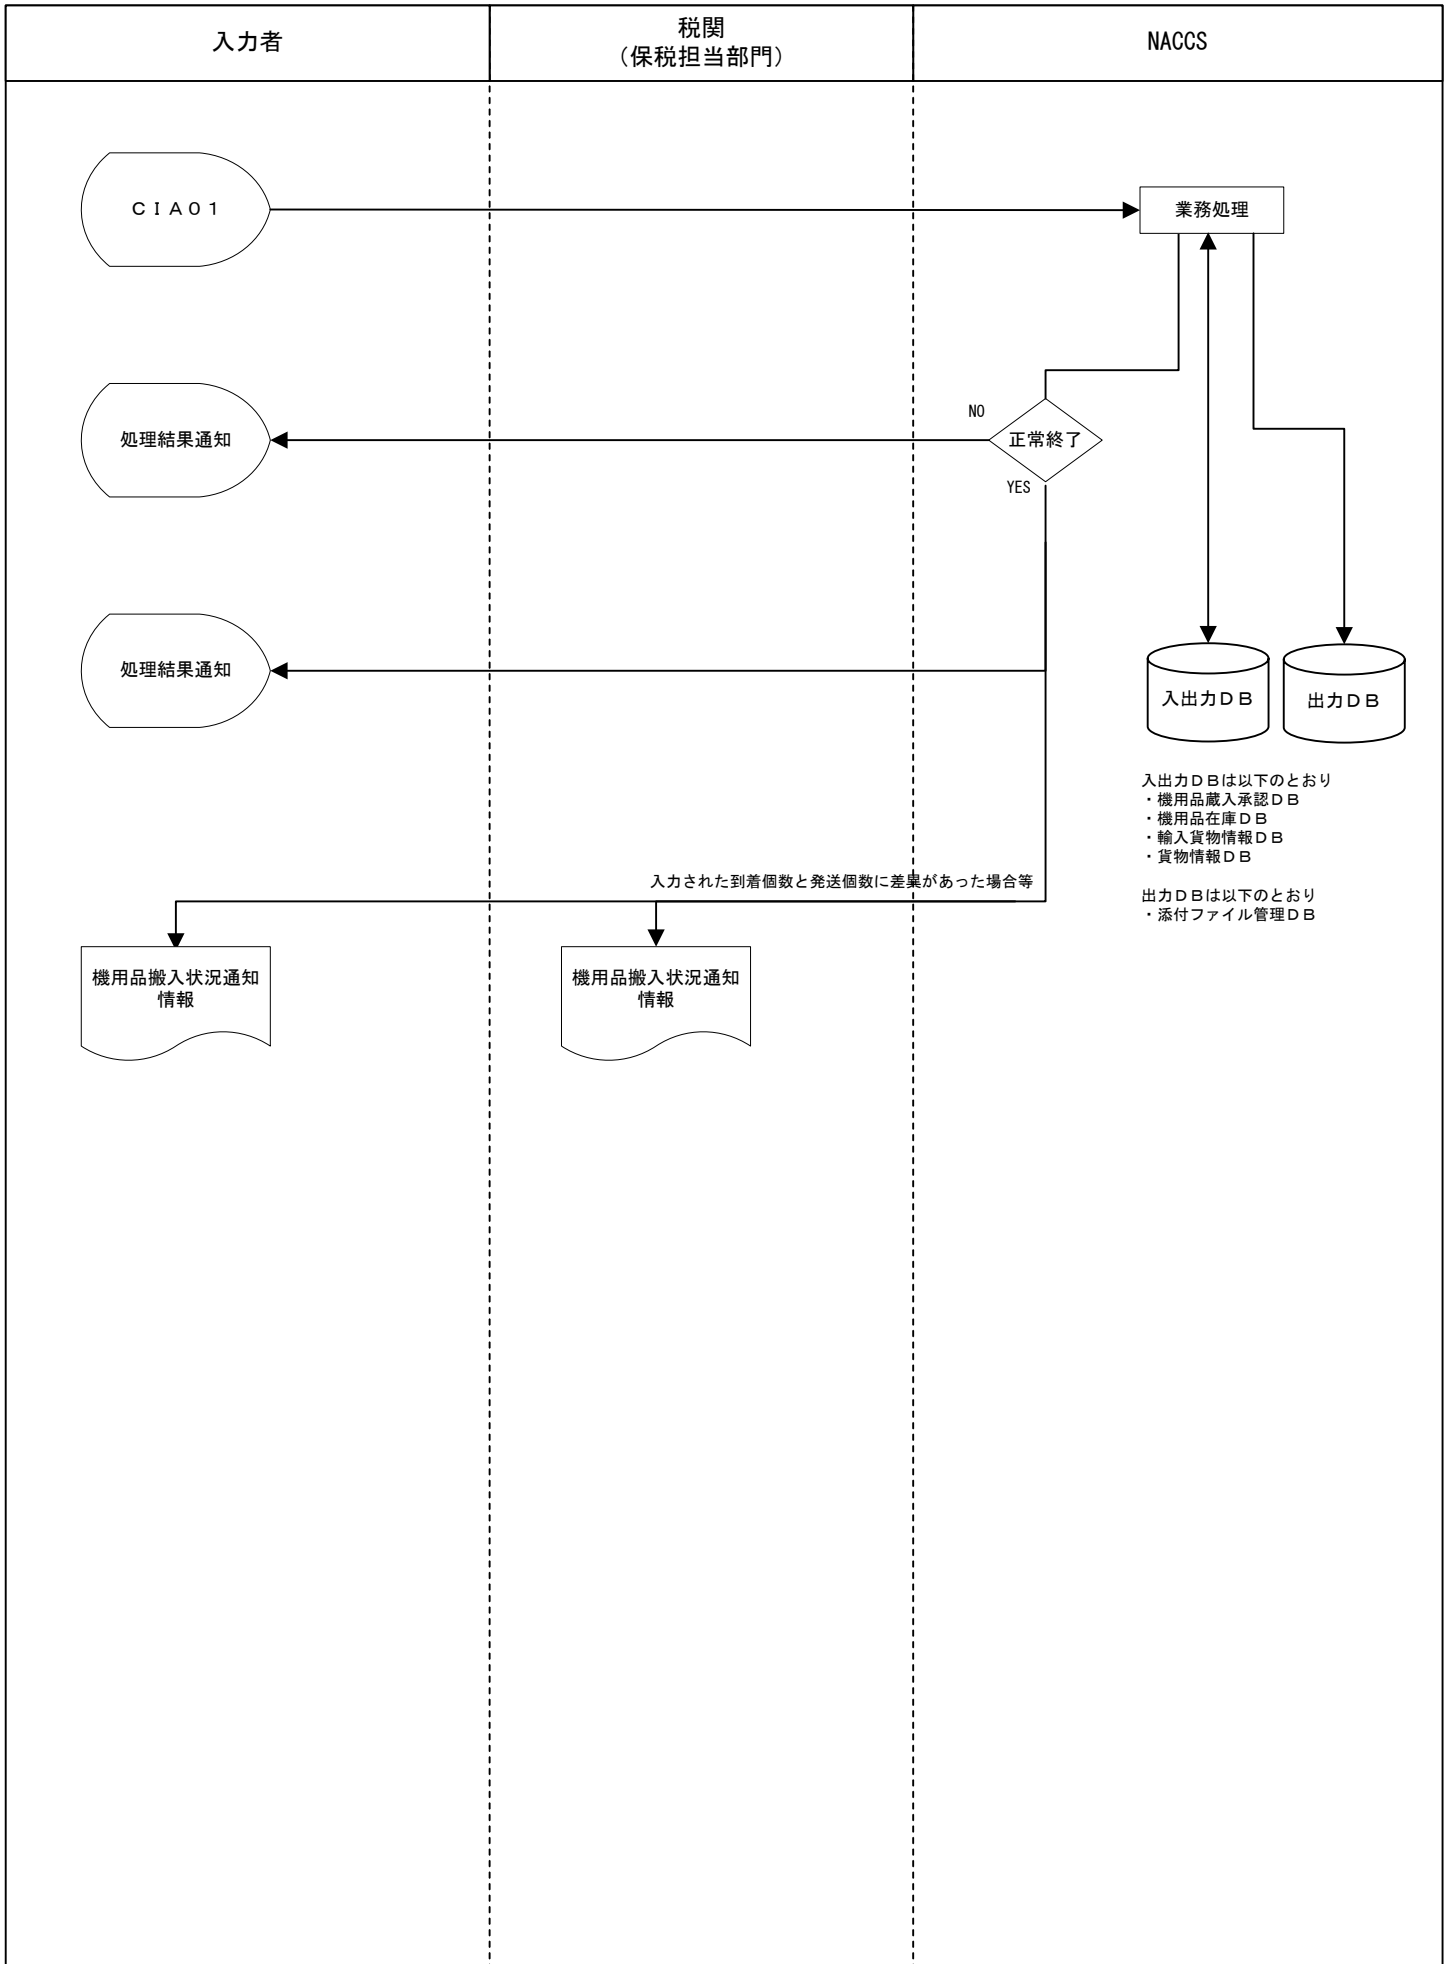 入力者
税関
（保税担当部門）
NACCS
ＣＩＡ０１
業務処理
NO
処理結果通知
正常終了
YES
処理結果通知
入出力ＤＢ
出力ＤＢ
入出力ＤＢは以下のとおり
・機用品蔵入承認ＤＢ
・機用品在庫ＤＢ
・輸入貨物情報ＤＢ
・貨物情報ＤＢ
入力された到着個数と発送個数に差異があった場合等
出力ＤＢは以下のとおり
・添付ファイル管理ＤＢ
機用品搬入状況通知
情報
機用品搬入状況通知
情報